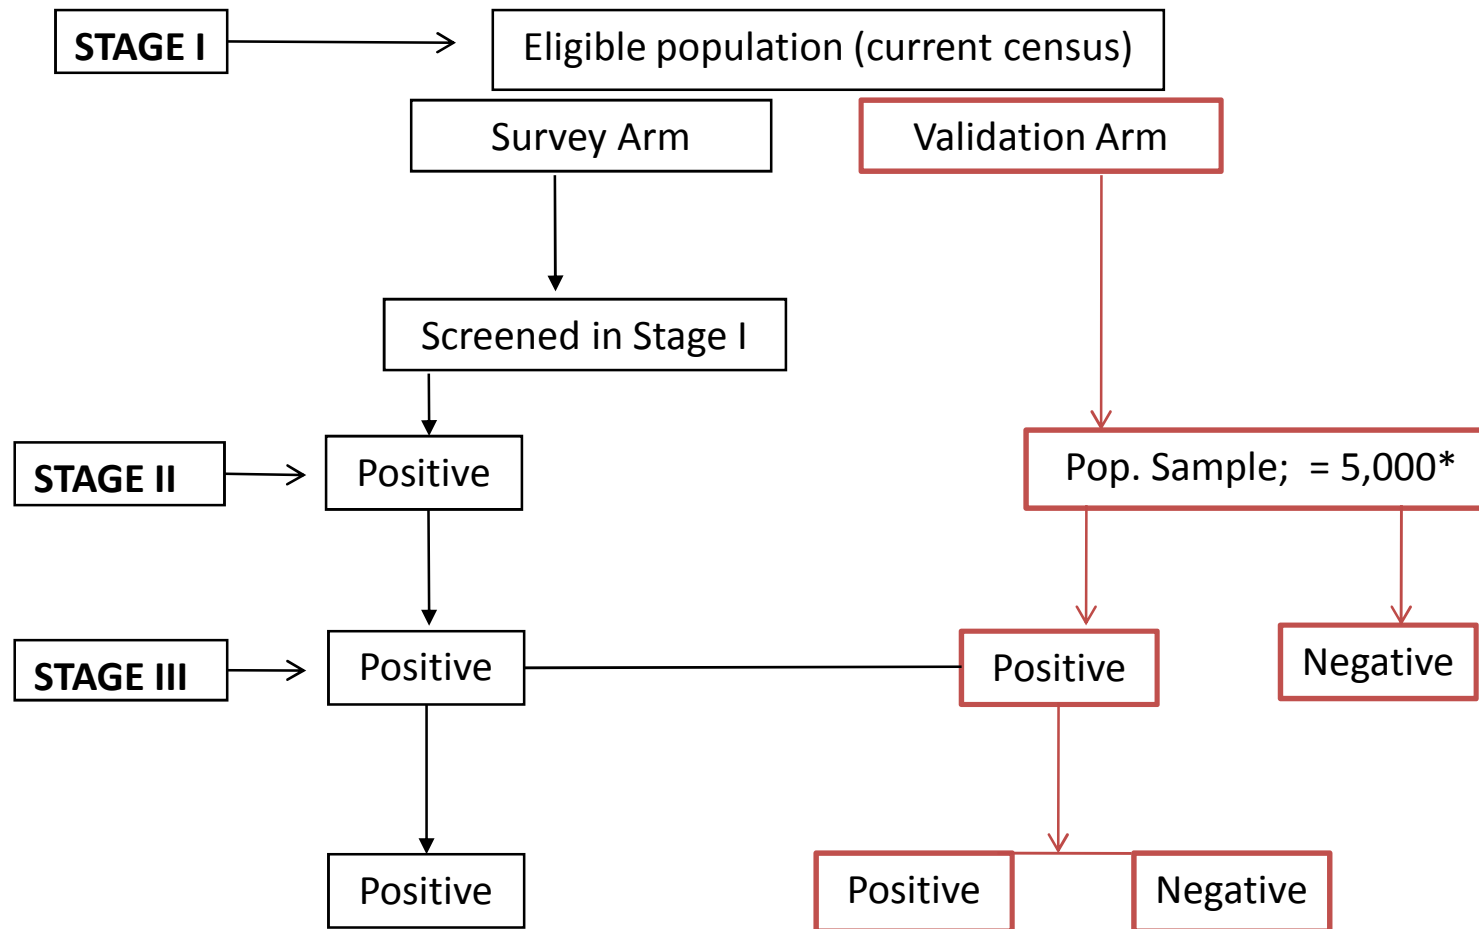 STAGE I
Eligible population (current census)
Survey Arm
Validation Arm
Screened in Stage I
STAGE II
Positive
Pop. Sample;  = 5,000*
STAGE III
Positive
Positive
Negative
Positive
Positive
Negative